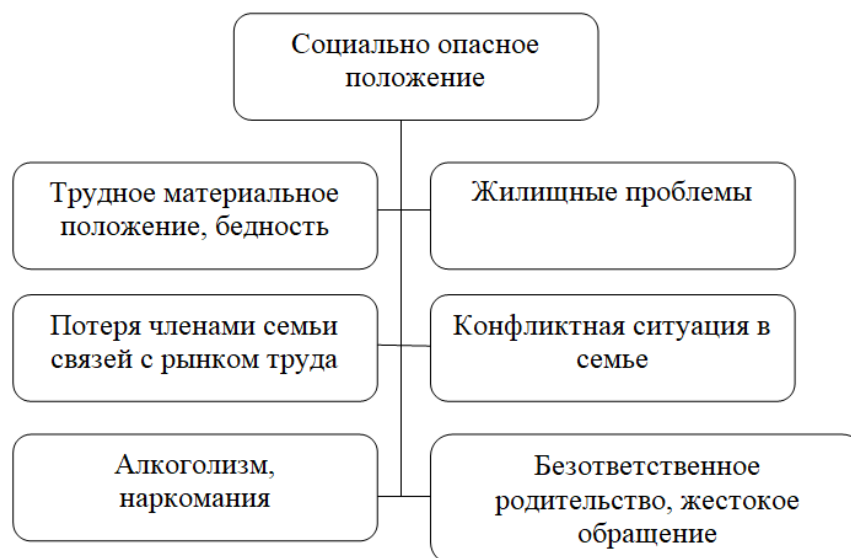 Социально опасное
положение
Трудное материальное
положение, бедность
Жилищные проблемы
Потеря членами семьи
связей с рынком труда
Конфликтная ситуация в
семье
Алкоголизм,
наркомания
Безответственное
родительство, жестокое
обращение